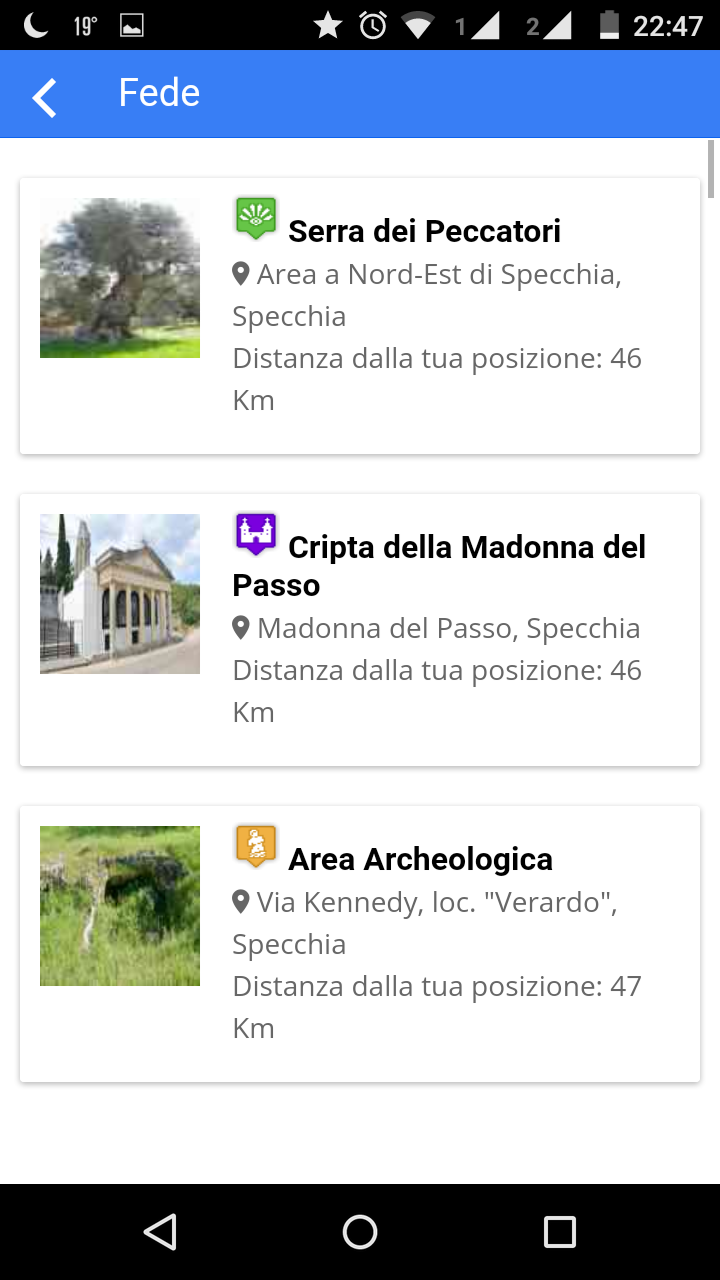 19° 1 2 22:47
Fede
Serra dei Peccatori
Area a Nord-Est di Specchia,
Specchia
Distanza dalla tua posizione: 46
Km
Cripta della Madonna del
Passo
Madonna del Passo, Specchia
Distanza dalla tua posizione: 46
Km
Area Archeologica
Via Kennedy, loc. "Verardo",
Specchia
Distanza dalla tua posizione: 47
Km